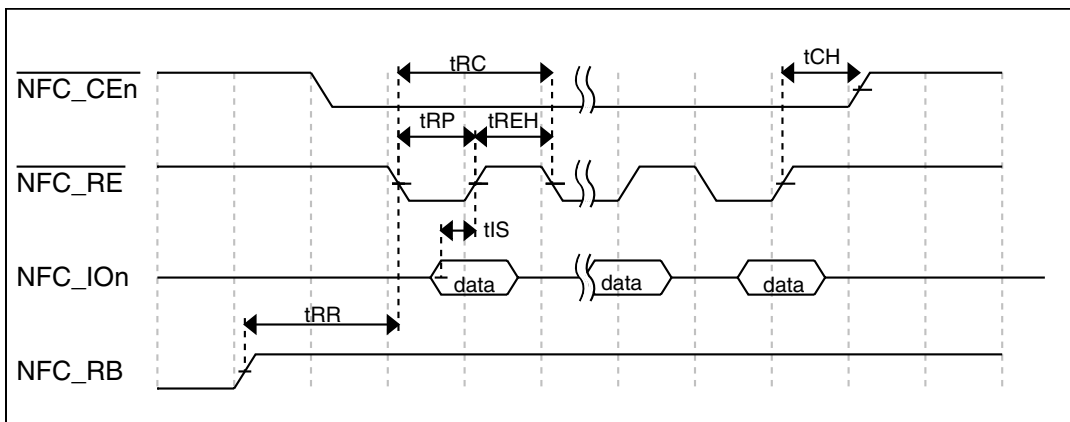 tRC
tCH
NFC_CEn
tRP
tREH
NFC_RE
tIS
NFC_IOn
data
data
data
tRR
NFC_RB